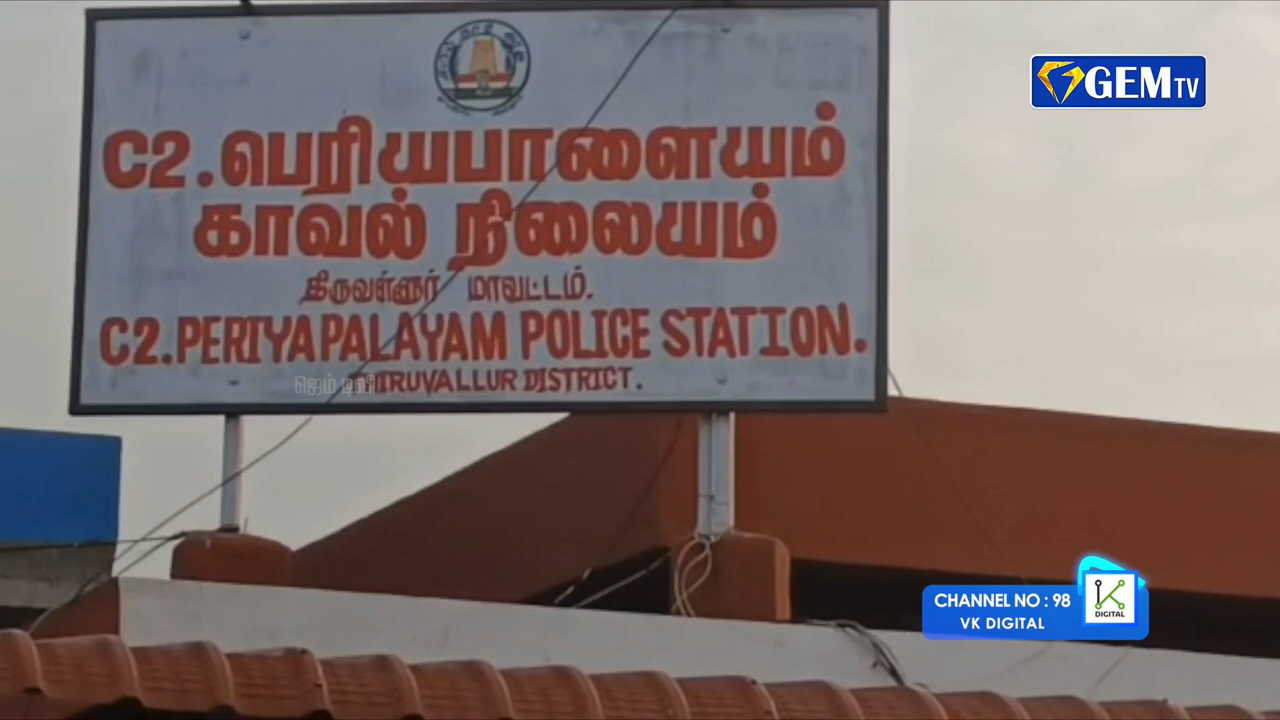 C2.பெரியபாளையம்
காவல் நிலையம்
திருவள்ளூர் மாவட்டம்.
C2.PERIYAPALAYAM POLICE STATION.
THIRUVALLUR DISTRICT.
ஜெம் டிவி
GEM TV
CHANNEL NO : 98
VK DIGITAL
DIGITAL